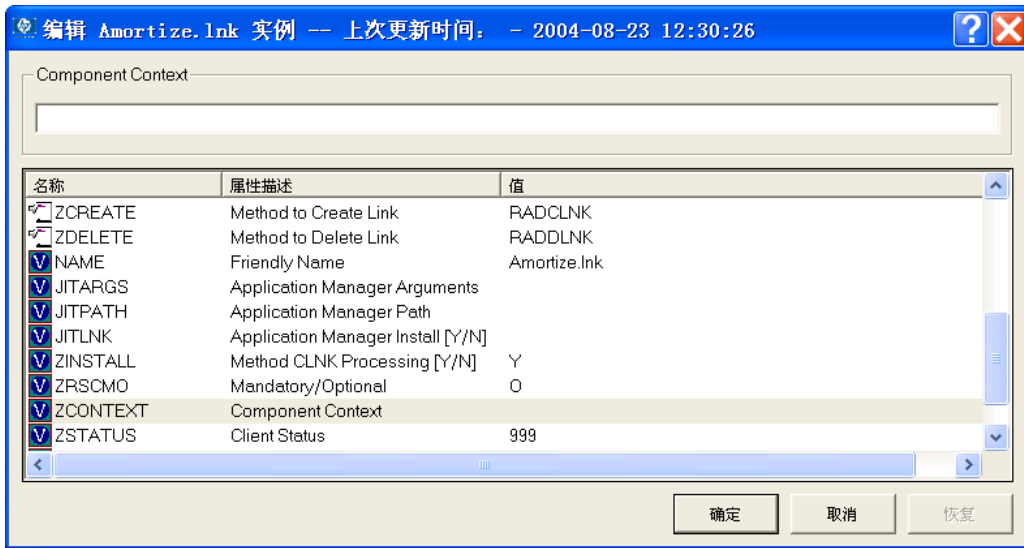 编辑 Amortize.lnk 实例 -- 上次更新时间： - 2004-08-23 12:30:26
Component Context
名称 属性描述 值
ZCREATE Method to Create Link RADCLNK
ZDELETE Method to Delete Link RADDLNK
V NAME Friendly Name Amortize.lnk
V JITARGS Application Manager Arguments
V JITPATH Application Manager Path
V JITLNK Application Manager Install [Y/N]
V ZINSTALL Method CLNK Processing [Y/N] Y
V ZRSCMO Mandatory/Optional O
V ZCONTEXT Component Context
V ZSTATUS Client Status 999
确定 取消 恢复